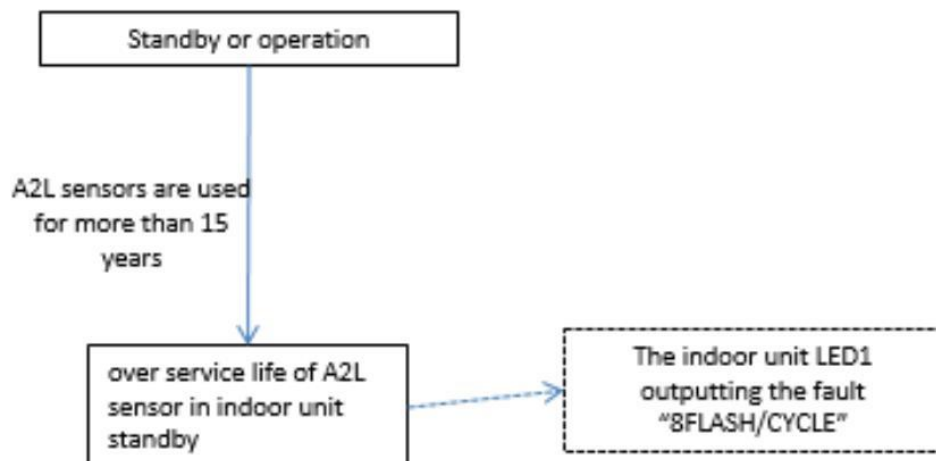 Standby or operation
A2L sensors are used
for more than 15
years
over service life of A2L
sensor in indoor unit
standby
The indoor unit LED1
outputting the fault
“8FLASH/CYCLE”